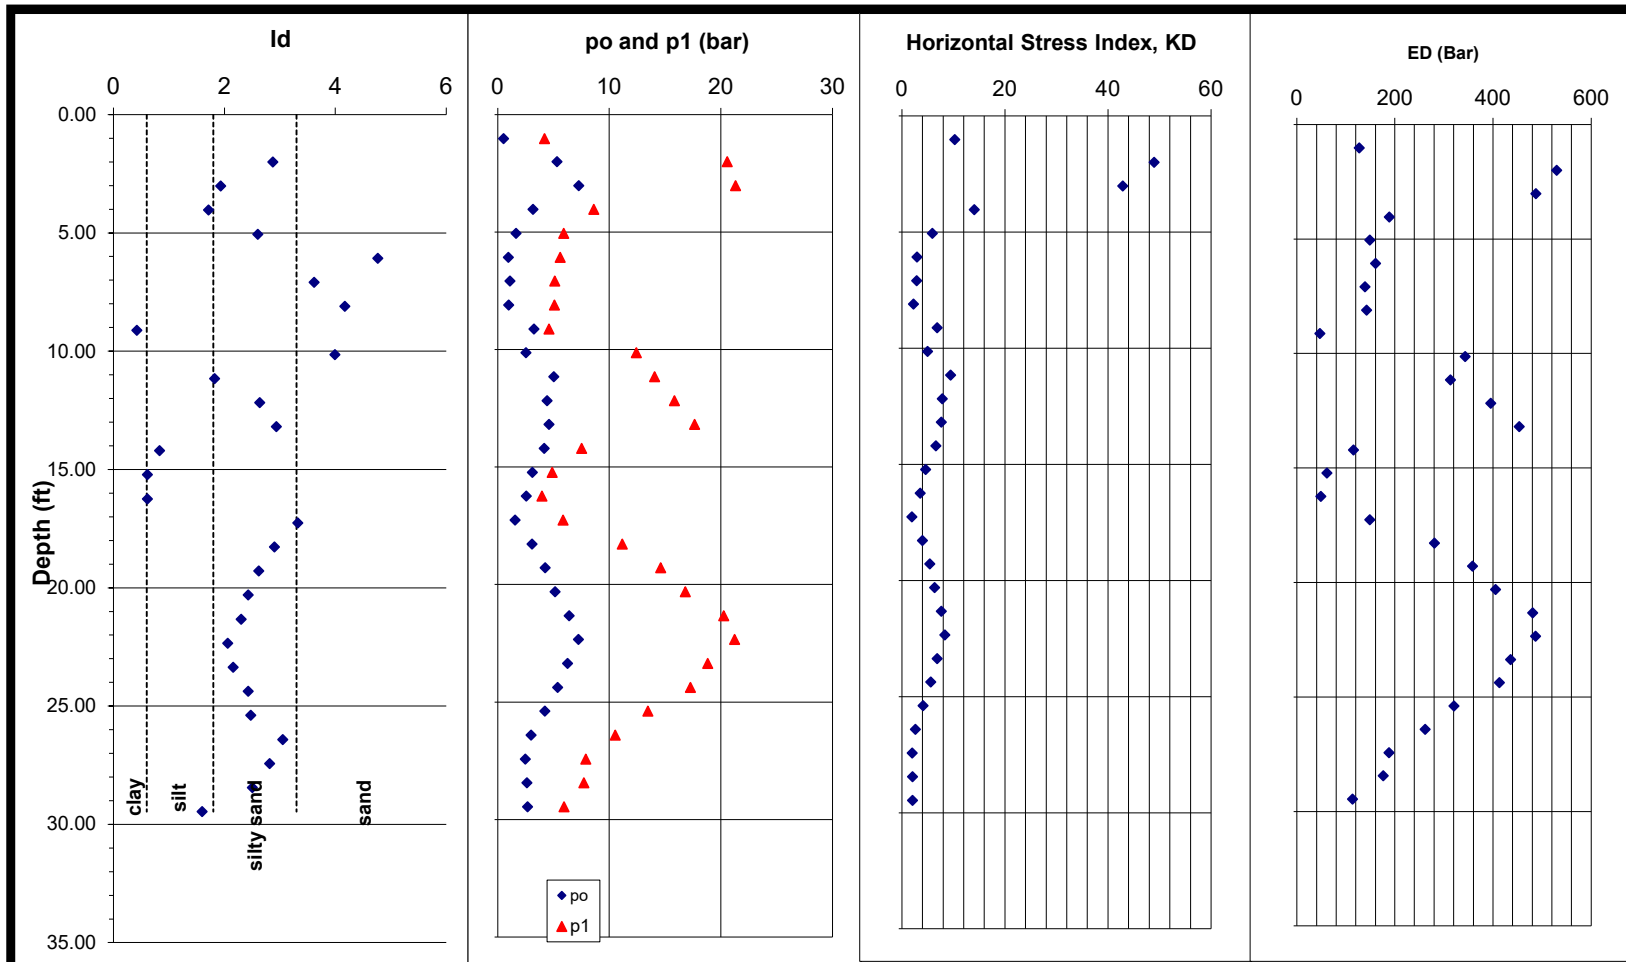 Id
po and p1 (bar)
Horizontal Stress Index, KD
ED (Bar)
0 2 4 6
0 10 20 30
0 20 40 60
0 200 400 600
0.00
5.00
10.00
15.00
20.00
25.00
30.00
35.00
Depth (ft)
clay
silt
silty sand
sand
po
p1